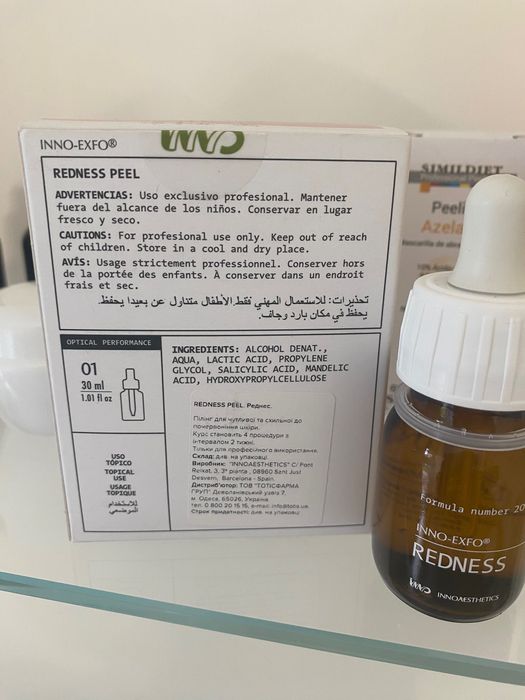 INNO-EXFO®
REDNESS PEEL
ADVERTENCIAS: Uso exclusivo profesional. Mantener
fuera del alcance de los niños. Conservar en lugar
fresco y seco.
CAUTIONS: For profesional use only. Keep out of reach
of children. Store in a cool and dry place.
AVÍS: Usage strictement professionnel. Conserver hors
de la portée des enfants. À conserver dans un endroit
frais et sec.
تحذيرات: للاستعمال المهني فقط.الأطفال متناول عن بعيدا يحفظ.
يحفظ في مكان بارد وجاف.
OPTICAL PERFORMANCE
01
30 ml
1.01 fl oz
USO
TÓPICO
TOPICAL
USE
USAGE
TOPIQUE
للاستخدام
الموضعي
INGREDIENTS: ALCOHOL DENAT.,
AQUA, LACTIC ACID, PROPYLENE
GLYCOL, SALICYLIC ACID, MANDELIC
ACID, HYDROXYPROPYLCELLULOSE
REDNESS PEEL. Реднес.
Пілінг для чутливої та схильної до
почервоніння шкіри.
Курс становить 4 процедури з
інтервалом 2 тижні.
Тільки для професійного використання.
Склад: див. на упаковці.
Виробник: "INNOAESTHETICS" C/ Pont
Reixat, 3, 3ª planta , 08960 Sant Just
Desvern, Barcelona - Spain.
Дистриб'ютор: ТОВ "ТОТІСФАРМА
ГРУП"
м. Одеса, 65026, Україна
тел. 0 800 20 15 15, e-mail: info@totis.ua.
Строк придатності: див. на упаковці
SIMILDIET
Peeli
Azela
Formula number 20
INNO-EXFO®
REDNESS
INNOAESTHETICS